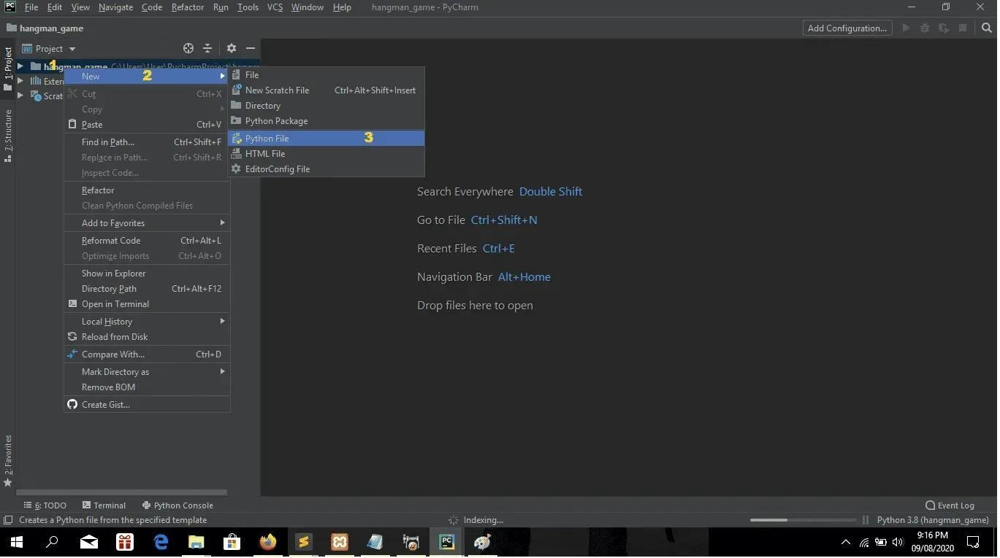 PC File Edit View Navigate Code Refactor Run Tools VCS Window Help hangman_game - PyCharm
hangman_game Add Configuration...
1: Project
Project
1 hangman_game C:\Users\User\PycharmProject\hangm
Exter
Scrat
New 2
Cut Ctrl+X
Copy
Paste Ctrl+V
Find in Path... Ctrl+Shift+F
Replace in Path... Ctrl+Shift+R
Inspect Code...
Refactor
Clean Python Compiled Files
Add to Favorites
Reformat Code Ctrl+Alt+L
Optimize Imports Ctrl+Alt+O
Show in Explorer
Directory Path Ctrl+Alt+F12
Open in Terminal
Local History
Reload from Disk
Compare With... Ctrl+D
Mark Directory as
Remove BOM
Create Gist...
File
New Scratch File Ctrl+Alt+Shift+Insert
Directory
Python Package
Python File 3
HTML File
EditorConfig File
7: Structure
Search Everywhere Double Shift
Go to File Ctrl+Shift+N
Recent Files Ctrl+E
Navigation Bar Alt+Home
Drop files here to open
2: Favorites
6: TODO Terminal Python Console Event Log
Creates a Python file from the specified template Indexing... Python 3.8 (hangman_game)
PC
9:16 PM
09/08/2020